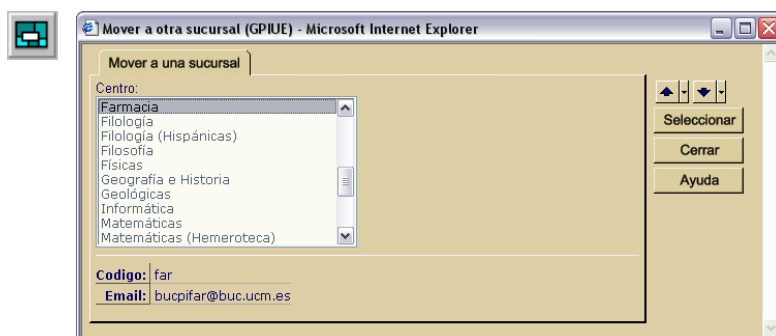 Mover a otra sucursal (GPIUE) - Microsoft Internet Explorer
Mover a una sucursal
Centro:
Farmacia
Filología
Filología (Hispánicas)
Filosofía
Físicas
Geografía e Historia
Geológicas
Informática
Matemáticas
Matemáticas (Hemeroteca)
Seleccionar
Cerrar
Ayuda
Codigo: far
Email: bucpifar@buc.ucm.es